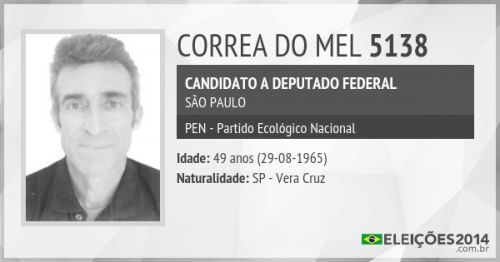 CORREA DO MEL 5138
CANDIDATO A DEPUTADO FEDERAL
SÃO PAULO
PEN - Partido Ecológico Nacional
Idade: 49 anos (29-08-1965)
Naturalidade: SP - Vera Cruz
ELEIÇÕES2014
.com.br